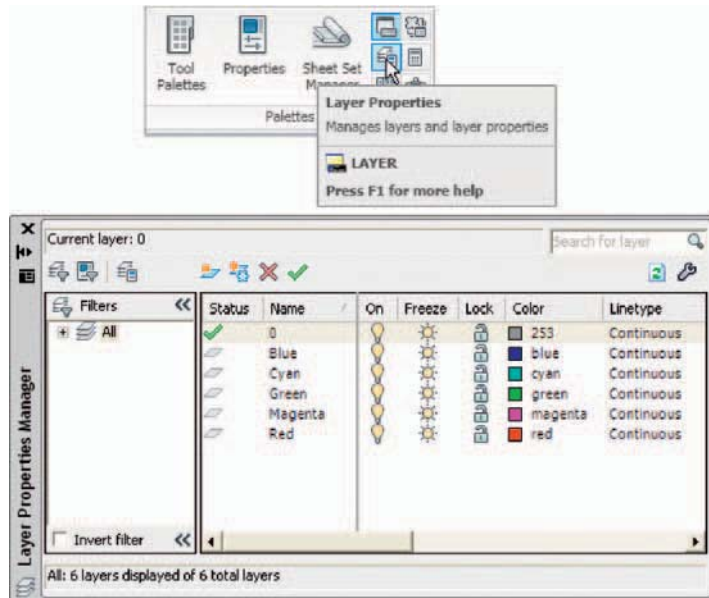 Tool Palettes
Properties
Sheet Set
Palettes
Layer Properties
Manages layers and layer properties
LAYER
Press F1 for more help
Current layer: 0
Search for layer
Filters
All
Invert filter
Status Name On Freeze Lock Color Linetype
0 253 Continuous
Blue blue Continuous
Cyan cyan Continuous
Green green Continuous
Magenta magenta Continuous
Red red Continuous
Layer Properties Manager
All: 6 layers displayed of 6 total layers